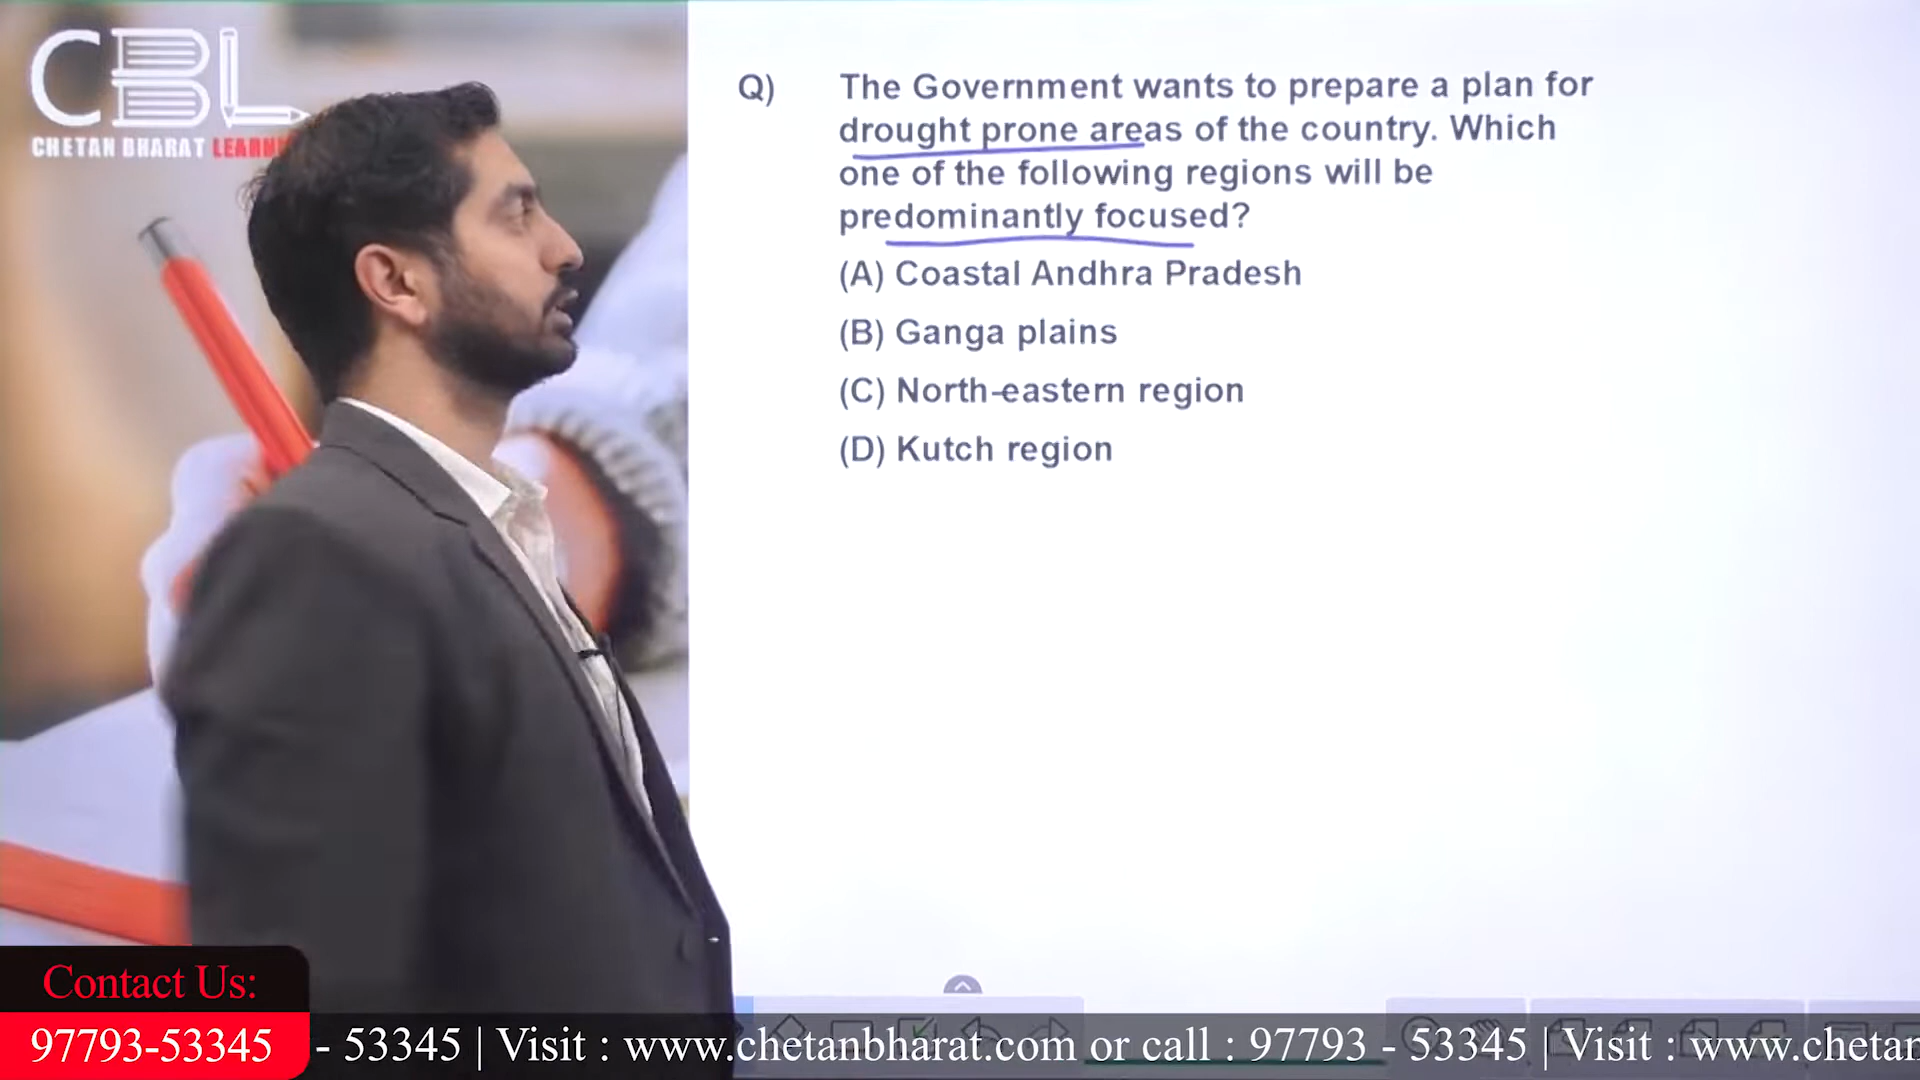 CBL
CHETAN BHARAT LEARN
Q) The Government wants to prepare a plan for
drought prone areas of the country. Which
one of the following regions will be
predominantly focused?
(A) Coastal Andhra Pradesh
(B) Ganga plains
(C) North-eastern region
(D) Kutch region
Contact Us:
97793-53345
- 53345 | Visit : www.chetanbharat.com or call : 97793 - 53345 | Visit : www.chetan